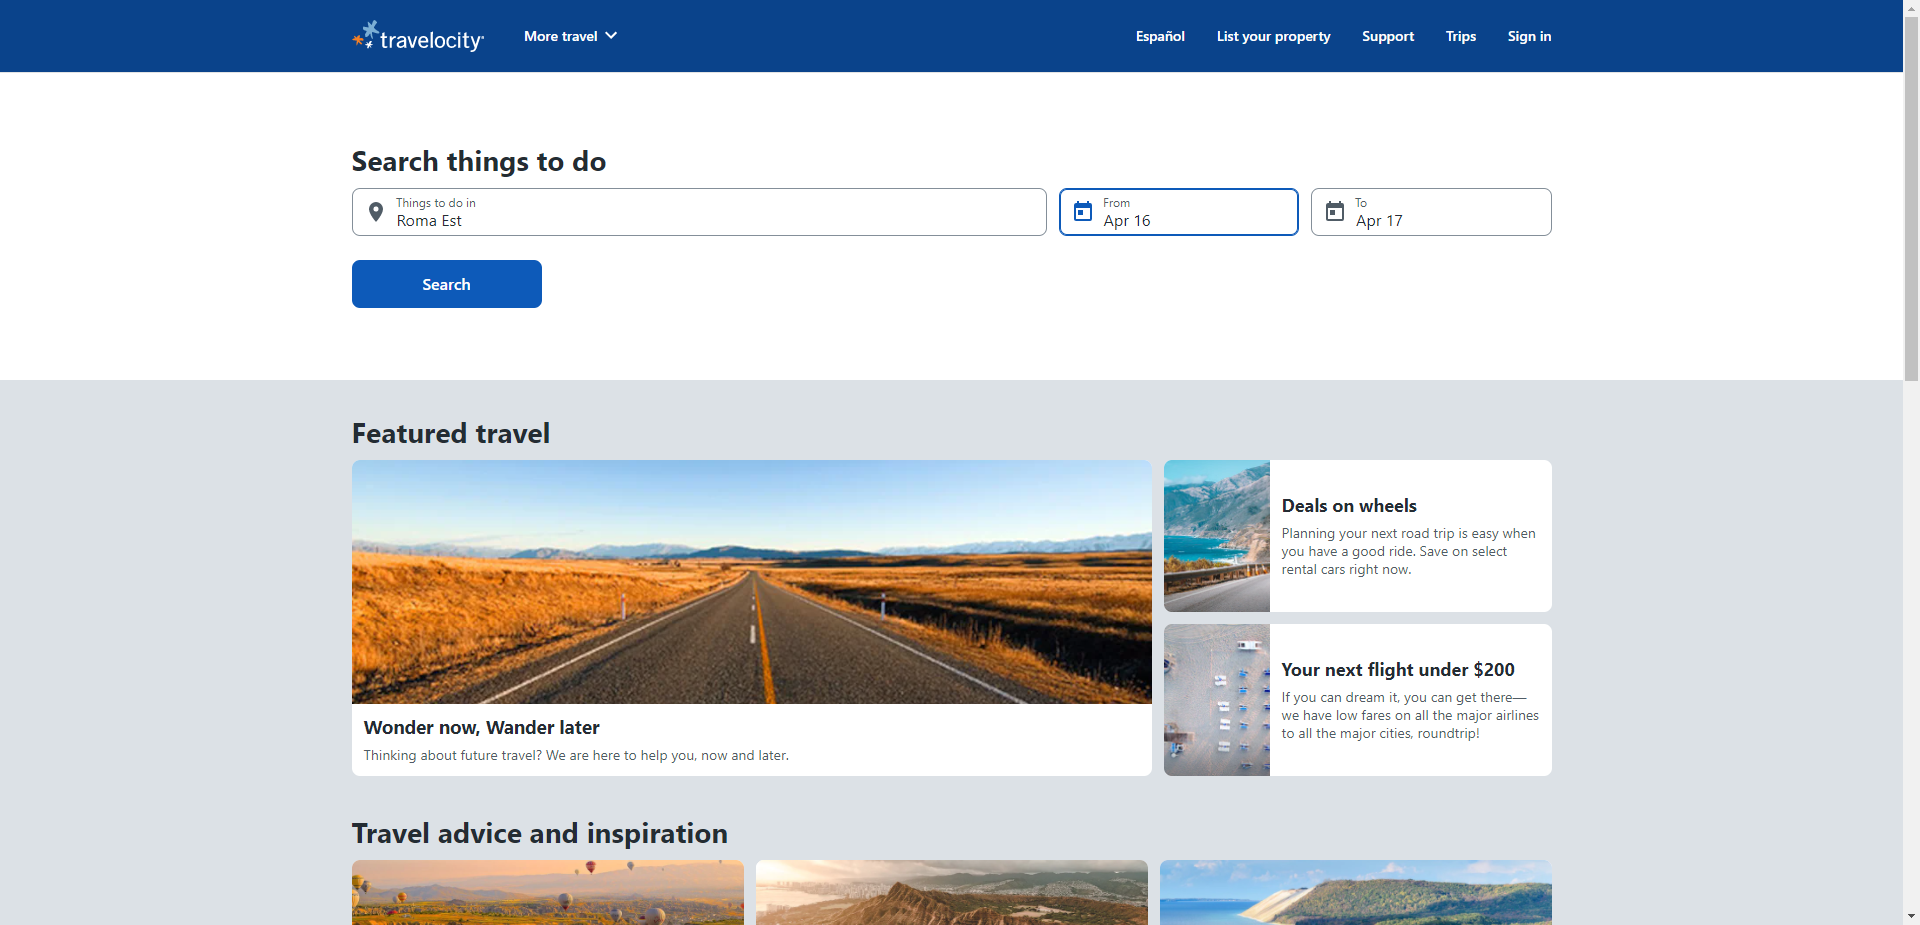 travelocity
More travel
Español
List your property
Support
Trips
Sign in
Search things to do
Things to do in
Roma Est
From
Apr 16
To
Apr 17
Search
Featured travel
Wonder now, Wander later
Thinking about future travel? We are here to help you, now and later.
Deals on wheels
Planning your next road trip is easy when
you have a good ride. Save on select
rental cars right now.
Your next flight under $200
If you can dream it, you can get there—
we have low fares on all the major airlines
to all the major cities, roundtrip!
Travel advice and inspiration